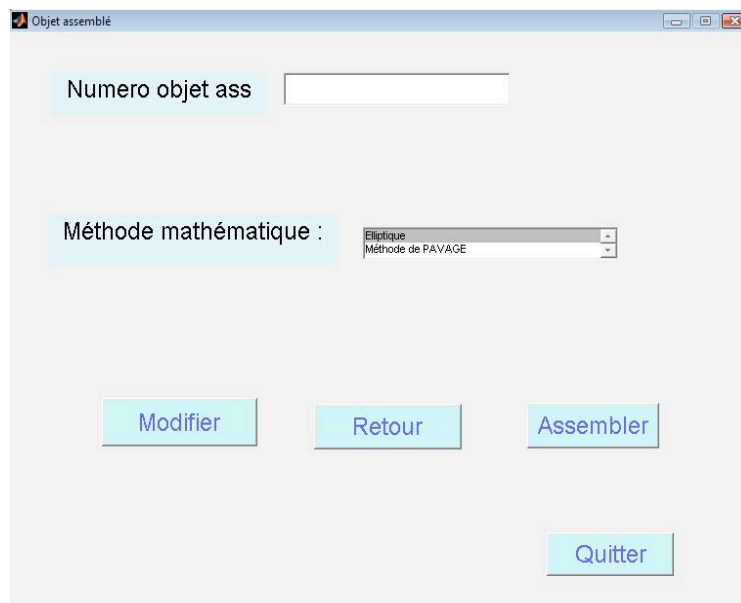 Objet assemblé
Numero objet ass
Méthode mathématique :
Elliptique
Méthode de PAVAGE
Modifier
Retour
Assembler
Quitter